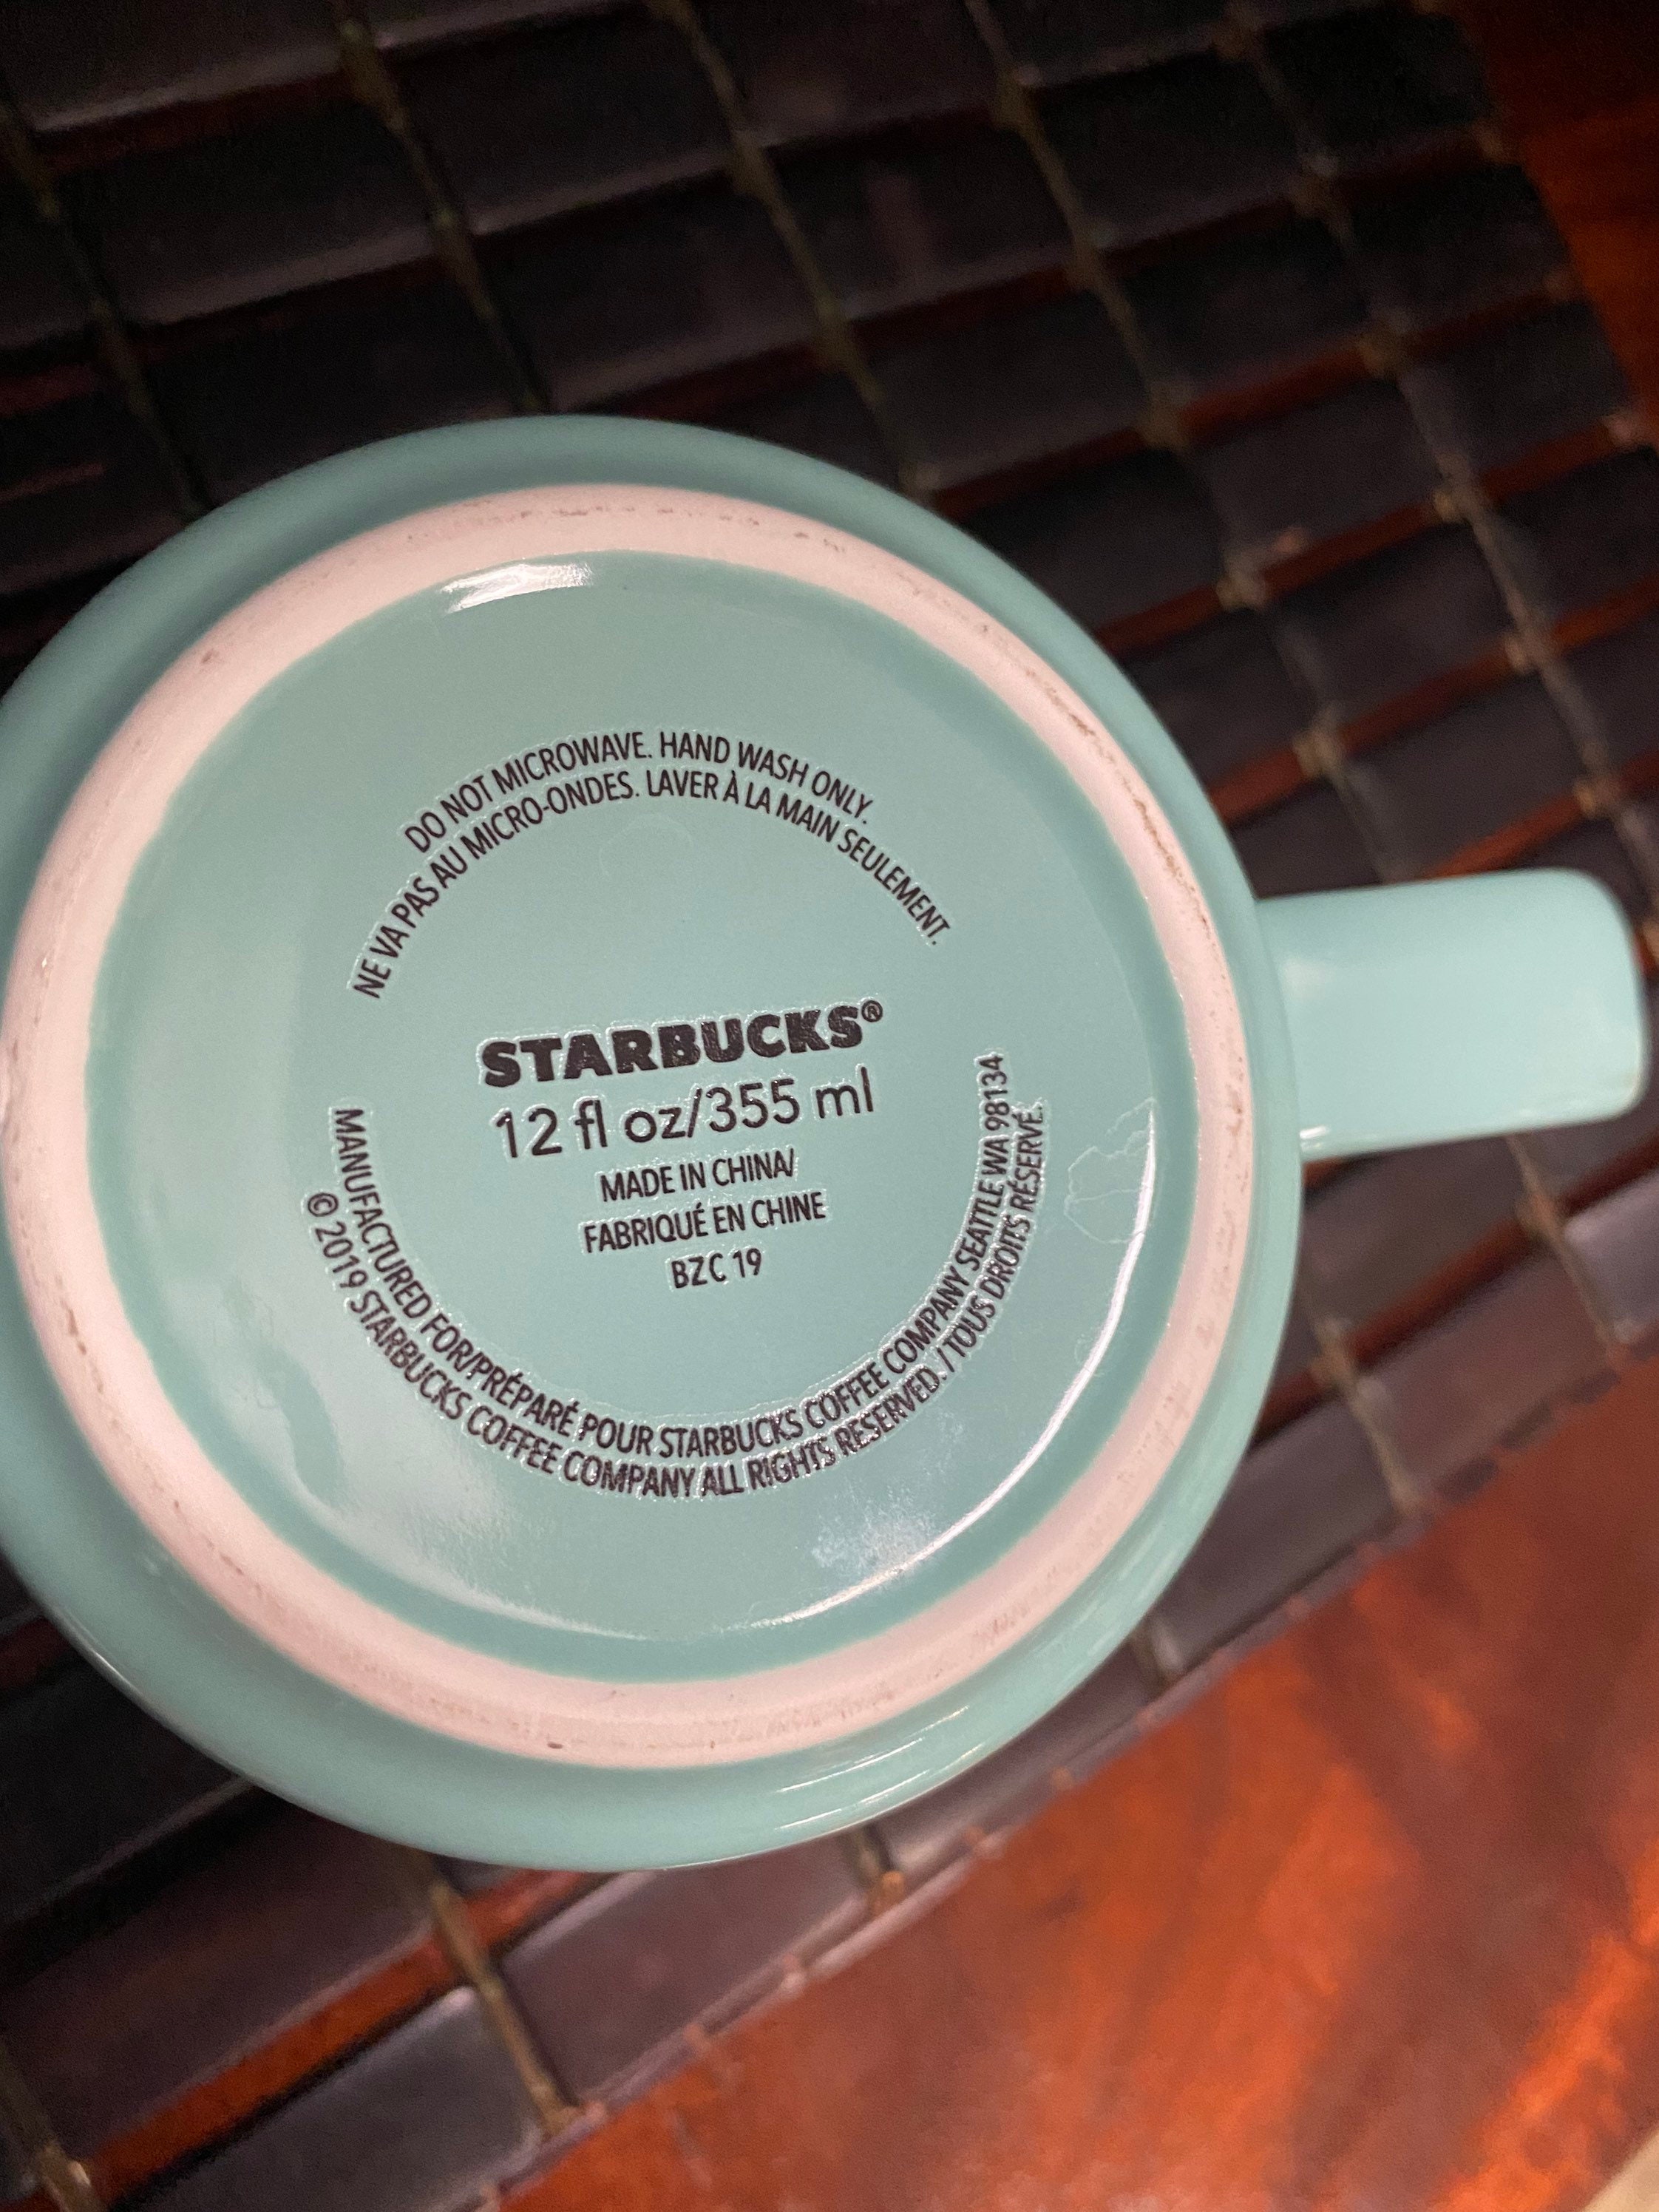 DO NOT MICROWAVE. HAND WASH ONLY.
NE VA PAS AU MICRO-ONDES. LAVER À LA MAIN SEULEMENT.
STARBUCKS®
12 fl oz/355 ml
MADE IN CHINA/
FABRIQUÉ EN CHINE
BZC 19
MANUFACTURED FOR/PRÉPARÉ POUR STARBUCKS COFFEE COMPANY SEATTLE WA 98134
© 2019 STARBUCKS COFFEE COMPANY ALL RIGHTS RESERVED. / TOUS DROITS RÉSERVÉ.